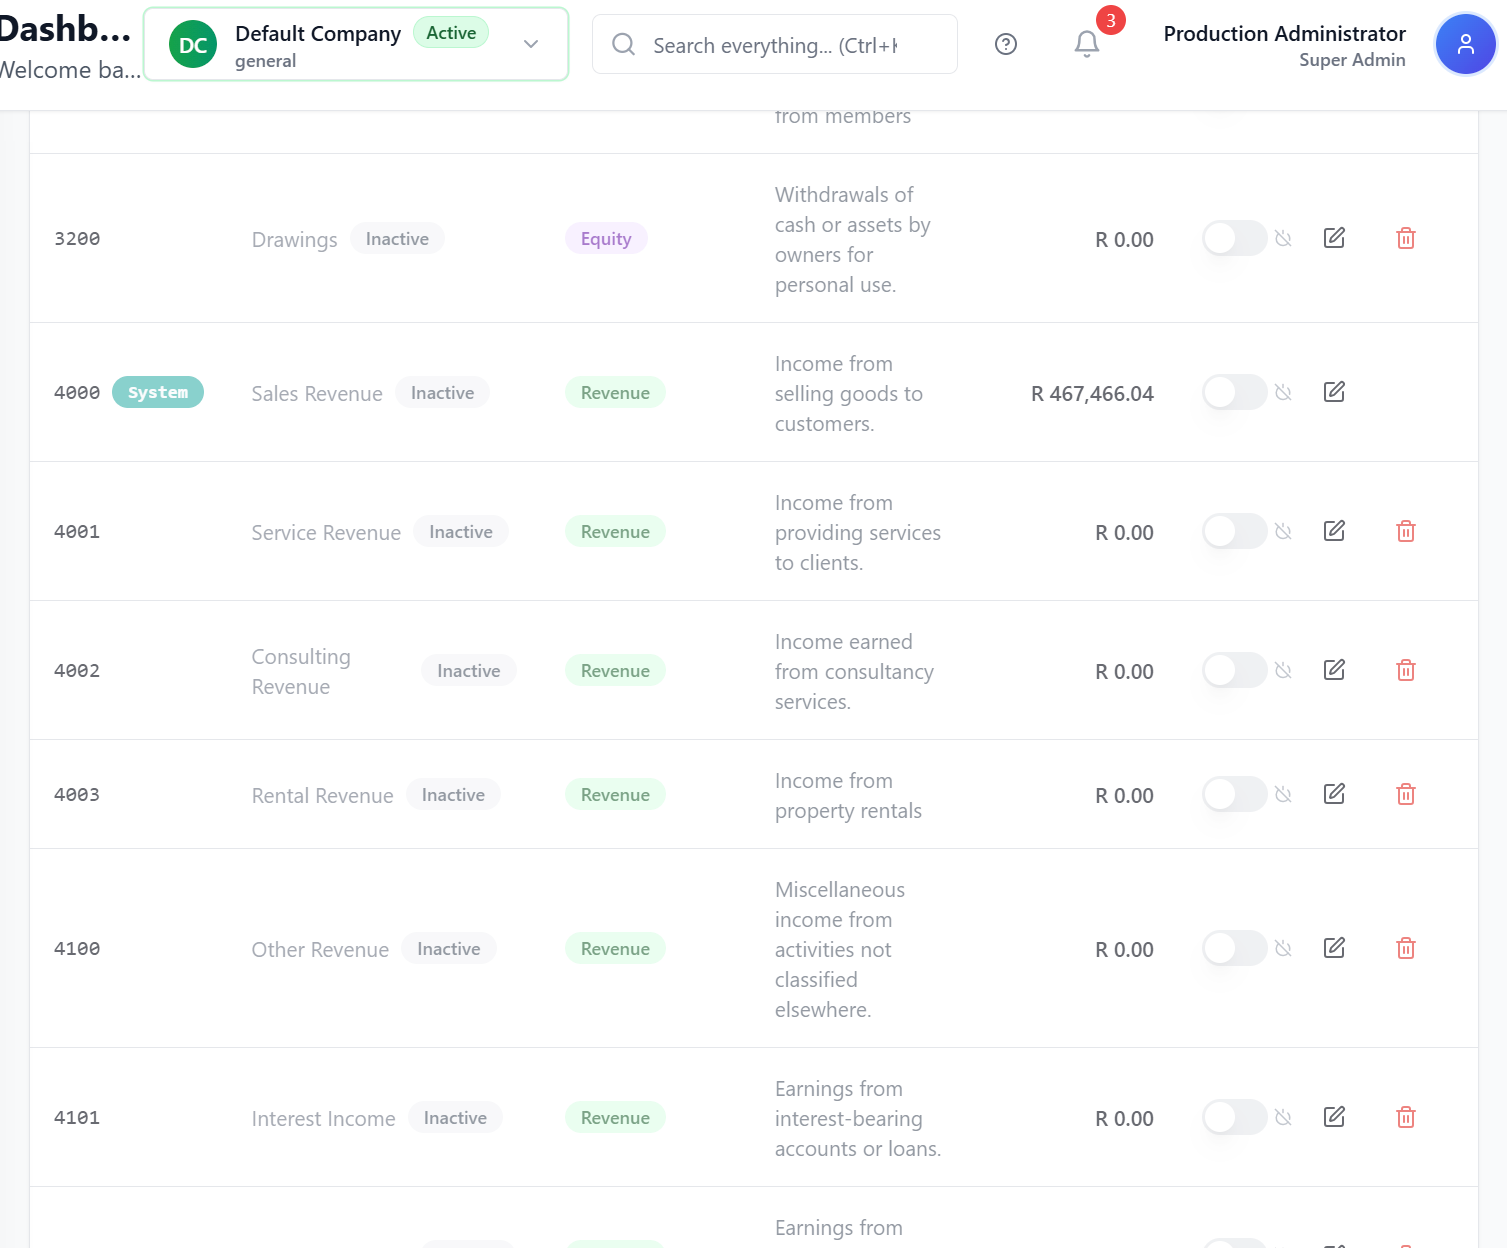 Dashb...
Welcome ba...
DC
Default Company
Active
general
Search everything... (Ctrl+K
3
Production Administrator
Super Admin
from members
3200
Drawings
Inactive
Equity
Withdrawals of
cash or assets by
owners for
personal use.
R 0.00
4000
System
Sales Revenue
Inactive
Revenue
Income from
selling goods to
customers.
R 467,466.04
4001
Service Revenue
Inactive
Revenue
Income from
providing services
to clients.
R 0.00
4002
Consulting
Revenue
Inactive
Revenue
Income earned
from consultancy
services.
R 0.00
4003
Rental Revenue
Inactive
Revenue
Income from
property rentals
R 0.00
4100
Other Revenue
Inactive
Revenue
Miscellaneous
income from
activities not
classified
elsewhere.
R 0.00
4101
Interest Income
Inactive
Revenue
Earnings from
interest-bearing
accounts or loans.
R 0.00
Earnings from